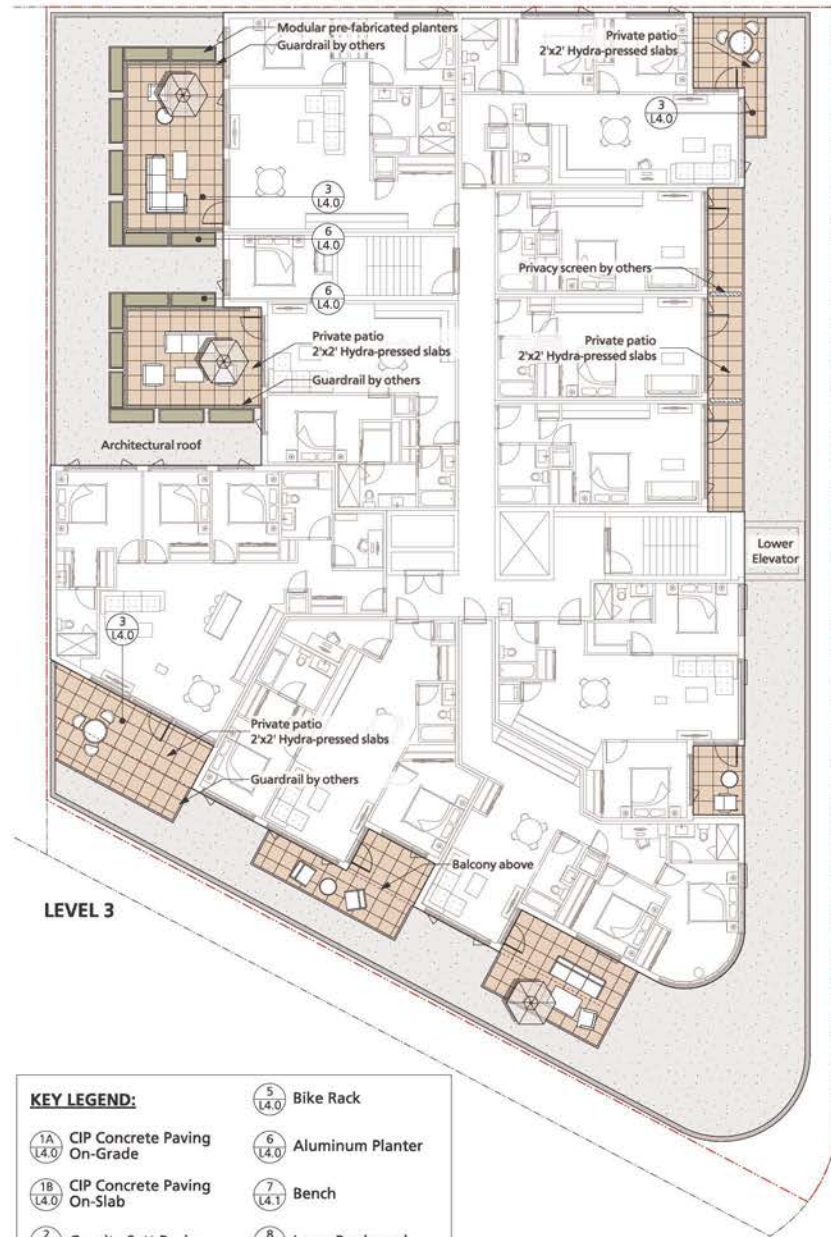 Modular pre-fabricated planters
Guardrail by others
Private patio
2'x2' Hydra-pressed slabs
3
L4.0
3
L4.0
6
L4.0
6
L4.0
Privacy screen by others
Private patio
2'x2' Hydra-pressed slabs
Guardrail by others
Private patio
2'x2' Hydra-pressed slabs
Architectural roof
Lower
Elevator
3
L4.0
Private patio
2'x2' Hydra-pressed slabs
Guardrail by others
Balcony above
LEVEL 3
KEY LEGEND:
1A
L4.0
CIP Concrete Paving
On-Grade
1B
L4.0
CIP Concrete Paving
On-Slab
2
5
L4.0
Bike Rack
6
L4.0
Aluminum Planter
7
L4.1
Bench
8